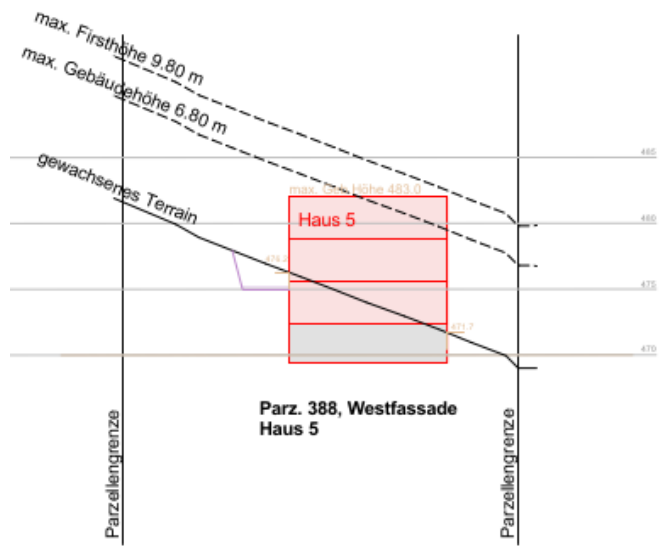 max. Firsthöhe 9.80 m
max. Gebäudehöhe 6.80 m
gewachsenes Terrain
485
max. Geb Höhe 483.0
Haus 5
480
474.2
475
471.7
470
Parz. 388, Westfassade
Haus 5
Parzellengrenze
Parzellengrenze